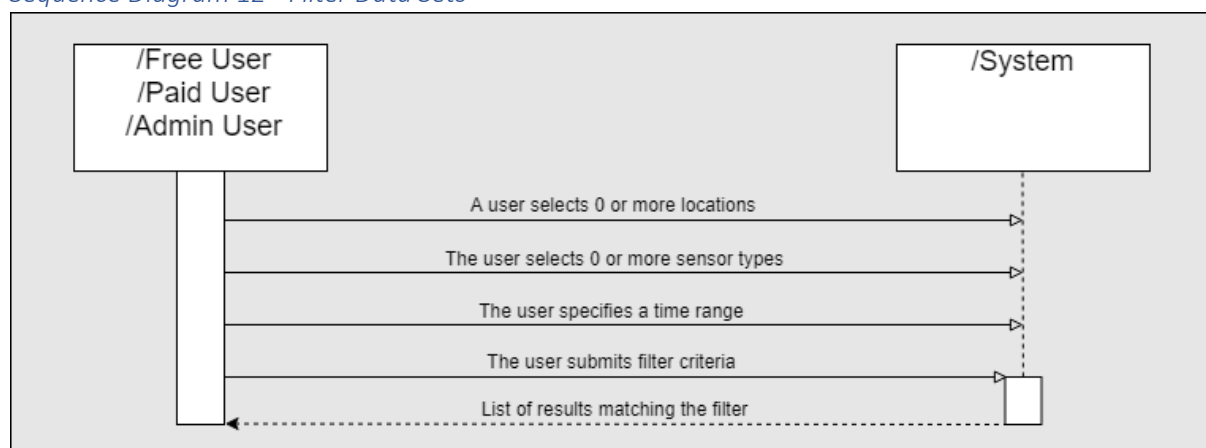 Sequence Diagram 12 - Filter Data Sets
/Free User
/Paid User
/Admin User
/System
A user selects 0 or more locations
The user selects 0 or more sensor types
The user specifies a time range
The user submits filter criteria
List of results matching the filter